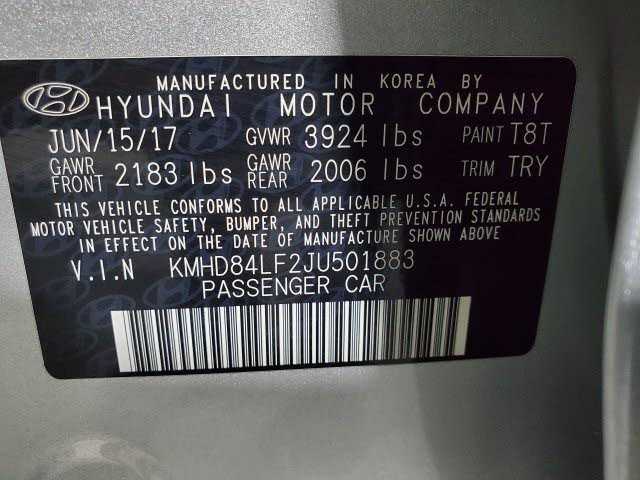 MANUFACTURED IN KOREA BY
HYUNDAI MOTOR COMPANY
JUN/15/17 GVWR 3924 lbs PAINT T8T
GAWR FRONT 2183 lbs GAWR REAR 2006 lbs TRIM TRY
THIS VEHICLE CONFORMS TO ALL APPLICABLE U.S.A. FEDERAL
MOTOR VEHICLE SAFETY, BUMPER, AND THEFT PREVENTION STANDARDS
IN EFFECT ON THE DATE OF MANUFACTURE SHOWN ABOVE
V.I.N KMHD84LF2JU501883
PASSENGER CAR